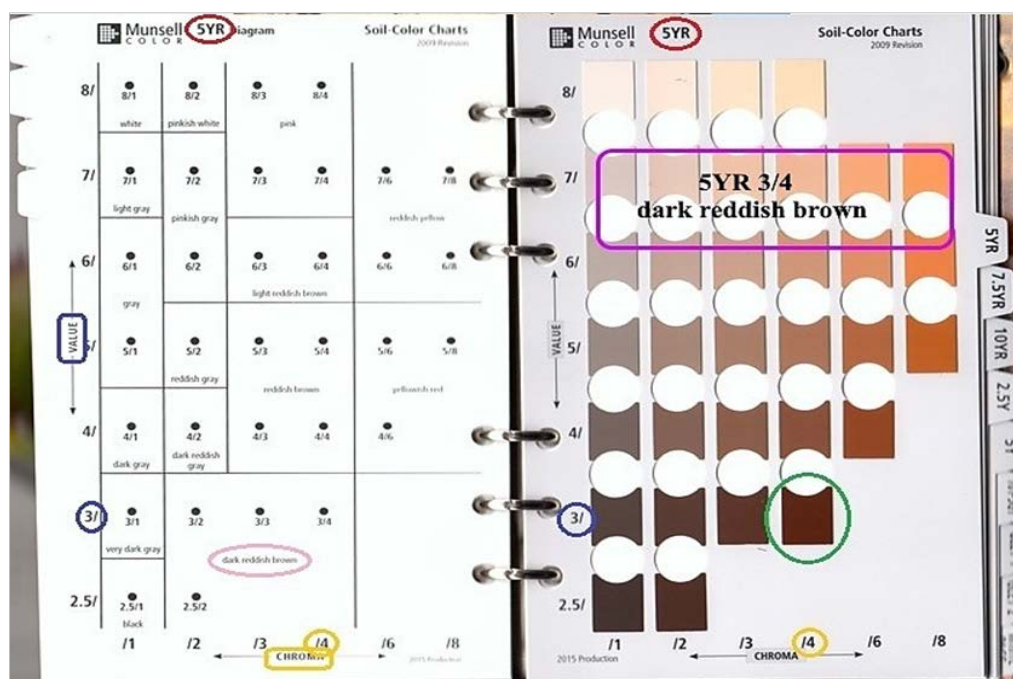 Munsell 5YR Diagram
COLOR
Soil-Color Charts
2009 Revision
8/
8/1 8/2 8/3 8/4
white pinkish white pink
7/
7/1 7/2 7/3 7/4 7/6 7/8
light gray pinkish gray reddish yellow
6/
6/1 6/2 6/3 6/4 6/6 6/8
gray light reddish brown
VALUE
5/
5/1 5/2 5/3 5/4 5/6 5/8
reddish gray reddish brown yellowish red
4/
4/1 4/2 4/3 4/4 4/6
dark gray dark reddish gray
3/
3/1 3/2 3/3 3/4
very dark gray dark reddish brown
2.5/
2.5/1 2.5/2
black
/1 /2 /3 /4 /6 /8
CHROMA
2015 Production
Munsell 5YR
COLOR
Soil-Color Charts
2009 Revision
8/
7/
5YR 3/4
dark reddish brown
6/
VALUE
5/
4/
3/
2.5/
/1 /2 /3 /4 /6 /8
2015 Production CHROMA
5YR
7.5YR
10YR
2.5Y